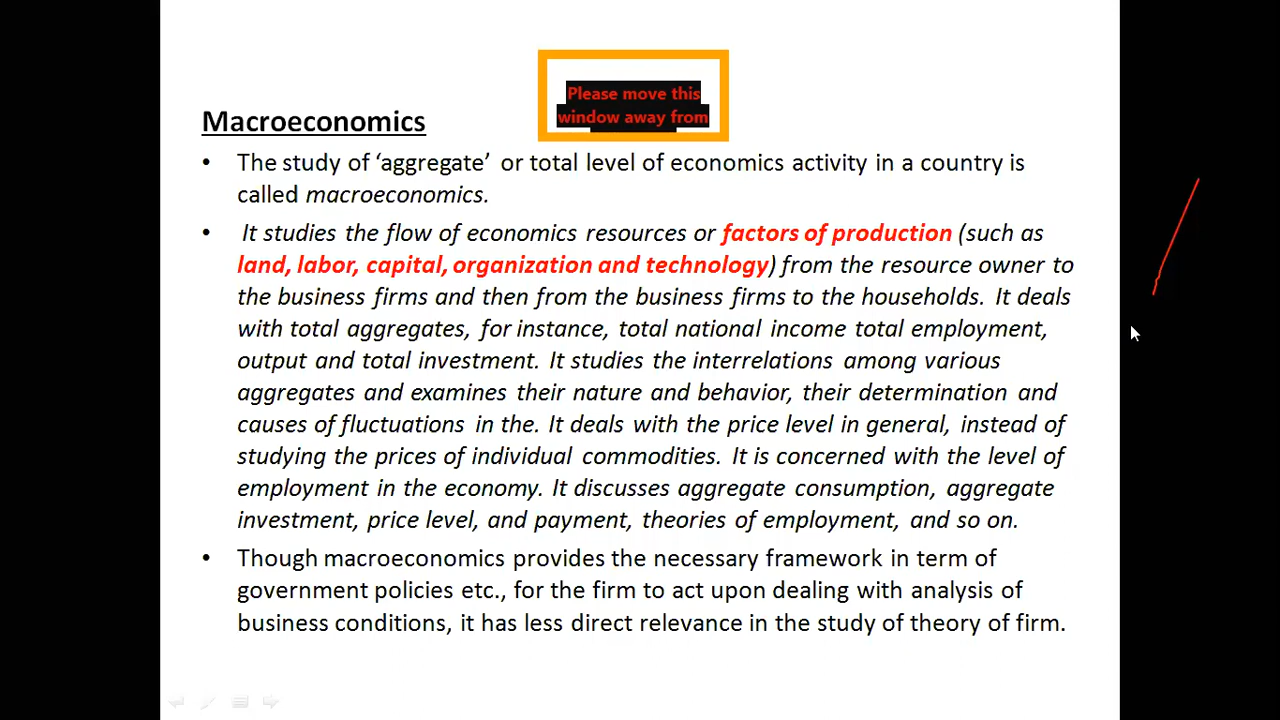 Please move this
window away from
Macroeconomics
• The study of ‘aggregate’ or total level of economics activity in a country is
called macroeconomics.
• It studies the flow of economics resources or factors of production (such as
land, labor, capital, organization and technology) from the resource owner to
the business firms and then from the business firms to the households. It deals
with total aggregates, for instance, total national income total employment,
output and total investment. It studies the interrelations among various
aggregates and examines their nature and behavior, their determination and
causes of fluctuations in the. It deals with the price level in general, instead of
studying the prices of individual commodities. It is concerned with the level of
employment in the economy. It discusses aggregate consumption, aggregate
investment, price level, and payment, theories of employment, and so on.
• Though macroeconomics provides the necessary framework in term of
government policies etc., for the firm to act upon dealing with analysis of
business conditions, it has less direct relevance in the study of theory of firm.